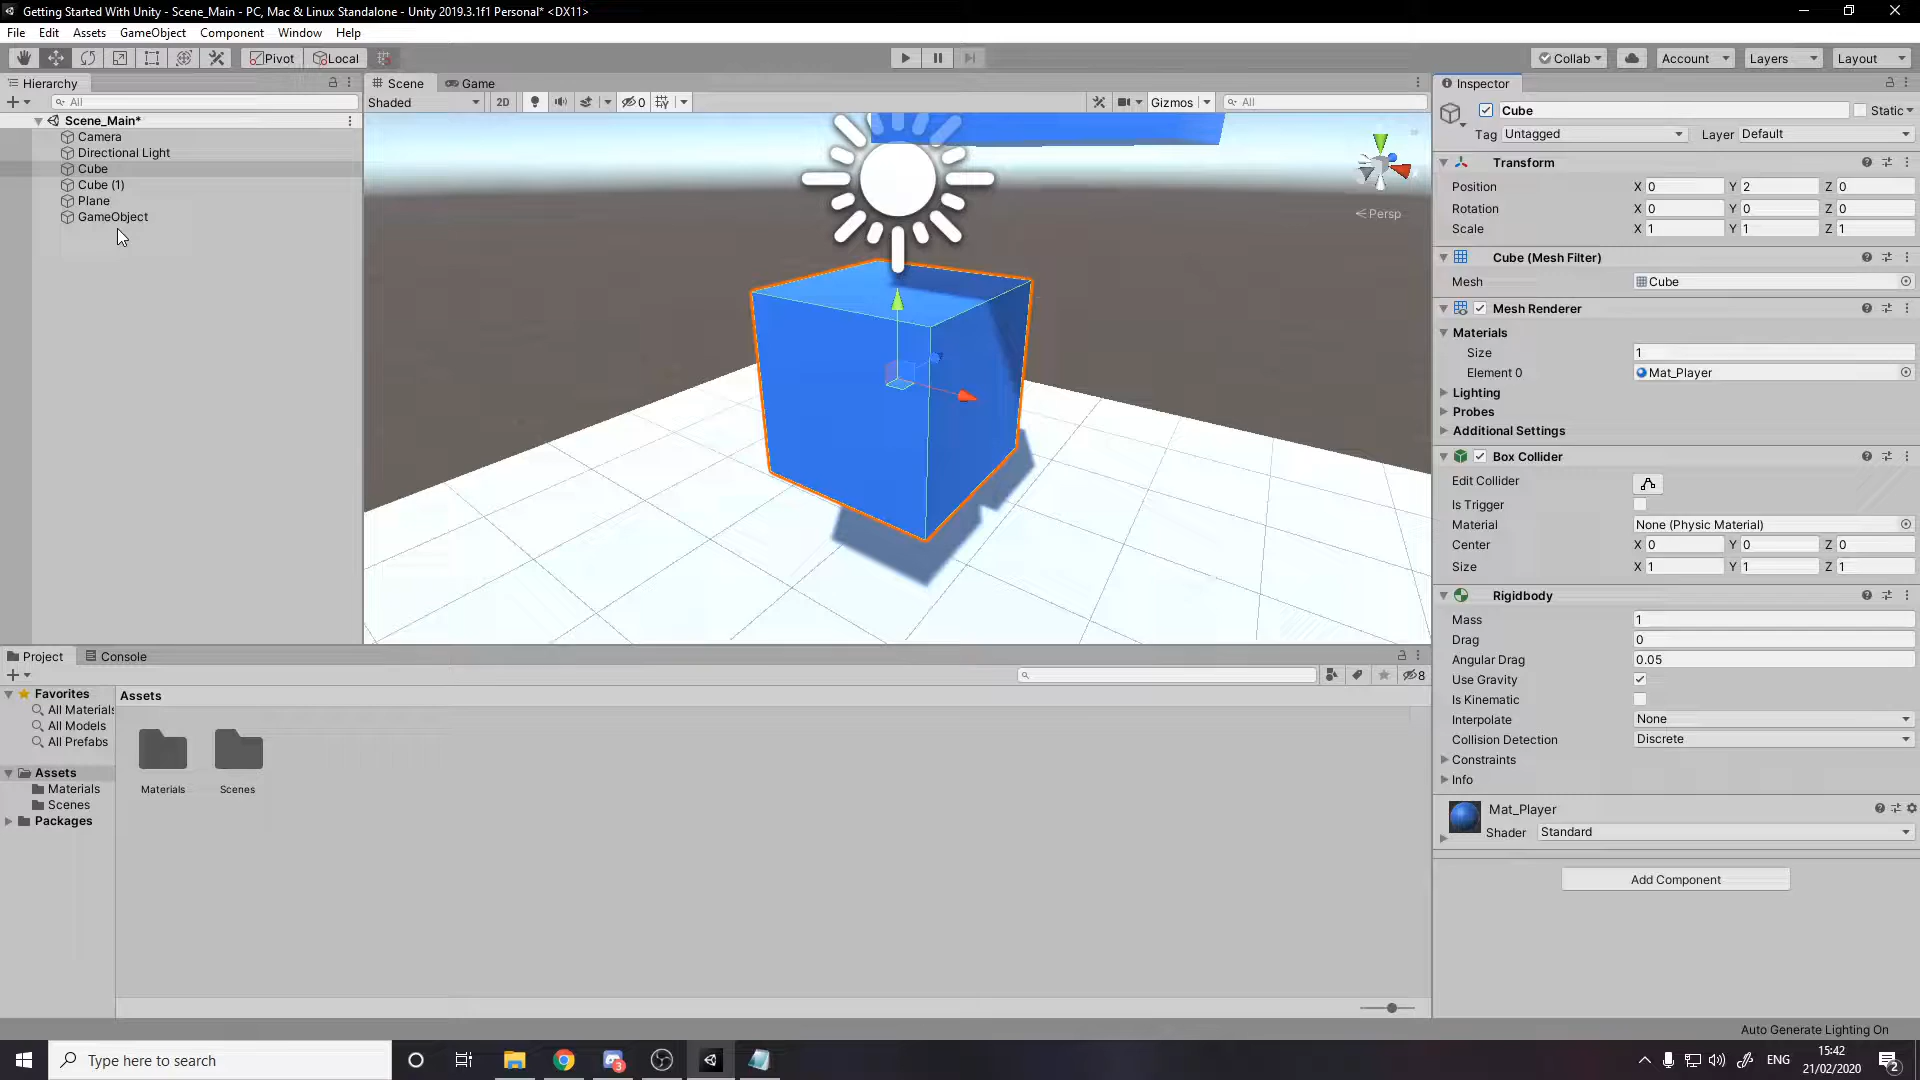 Getting Started With Unity - Scene_Main - PC, Mac & Linux Standalone - Unity 2019.3.1f1 Personal* <DX11>
File Edit Assets GameObject Component Window Help
Pivot Local Collab Account Layers Layout
Hierarchy
All
Scene_Main*
Camera
Directional Light
Cube
Cube (1)
Plane
GameObject
Scene Game
Shaded 2D 0 Gizmos All
Persp
Inspector
Cube Static
Tag Untagged Layer Default
Transform
Position X 0 Y 2 Z 0
Rotation X 0 Y 0 Z 0
Scale X 1 Y 1 Z 1
Cube (Mesh Filter)
Mesh Cube
Mesh Renderer
Materials
Size 1
Element 0 Mat_Player
Lighting
Probes
Additional Settings
Box Collider
Edit Collider
Is Trigger
Material None (Physic Material)
Center X 0 Y 0 Z 0
Size X 1 Y 1 Z 1
Rigidbody
Mass 1
Drag 0
Angular Drag 0.05
Use Gravity
Is Kinematic
Interpolate None
Collision Detection Discrete
Constraints
Info
Mat_Player
Shader Standard
Add Component
Project Console
8
Favorites
All Materials
All Models
All Prefabs
Assets
Materials
Scenes
Packages
Assets
Materials Scenes
Auto Generate Lighting On
Type here to search
3
ENG
15:42
21/02/2020
2